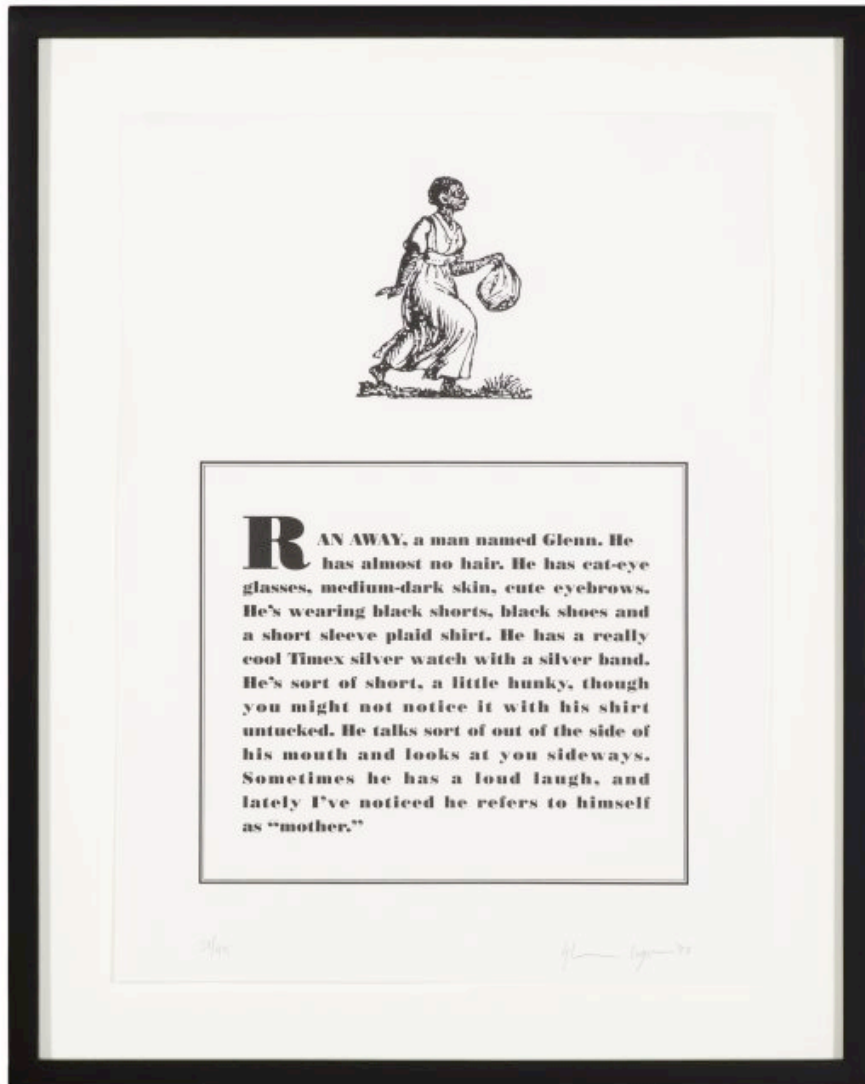 RAN AWAY, a man named Glenn. He
has almost no hair. He has cat-eye
glasses, medium-dark skin, cute eyebrows.
He's wearing black shorts, black shoes and
a short sleeve plaid shirt. He has a really
cool Timex silver watch with a silver band.
He's sort of short, a little hunky, though
you might not notice it with his shirt
untucked. He talks sort of out of the side of
his mouth and looks at you sideways.
Sometimes he has a loud laugh, and
lately I've noticed he refers to himself
as “mother.”